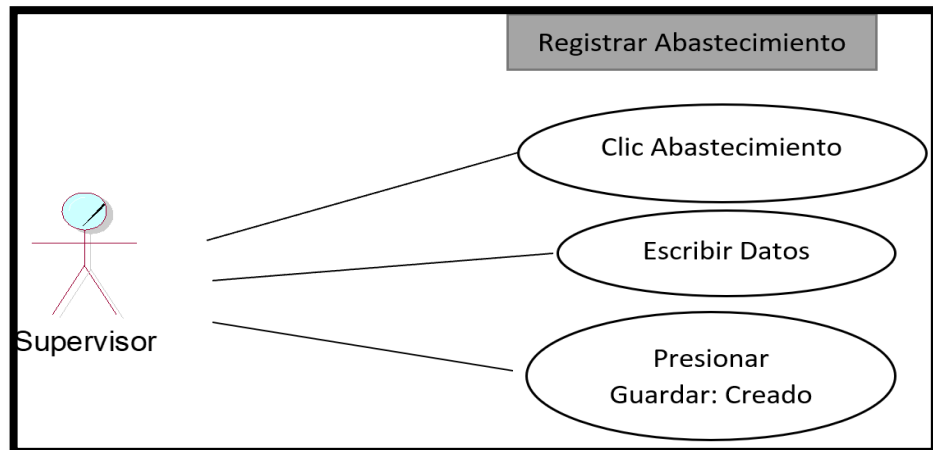 Registrar Abastecimiento
Clic Abastecimiento
Escribir Datos
Supervisor
Presionar
Guardar: Creado